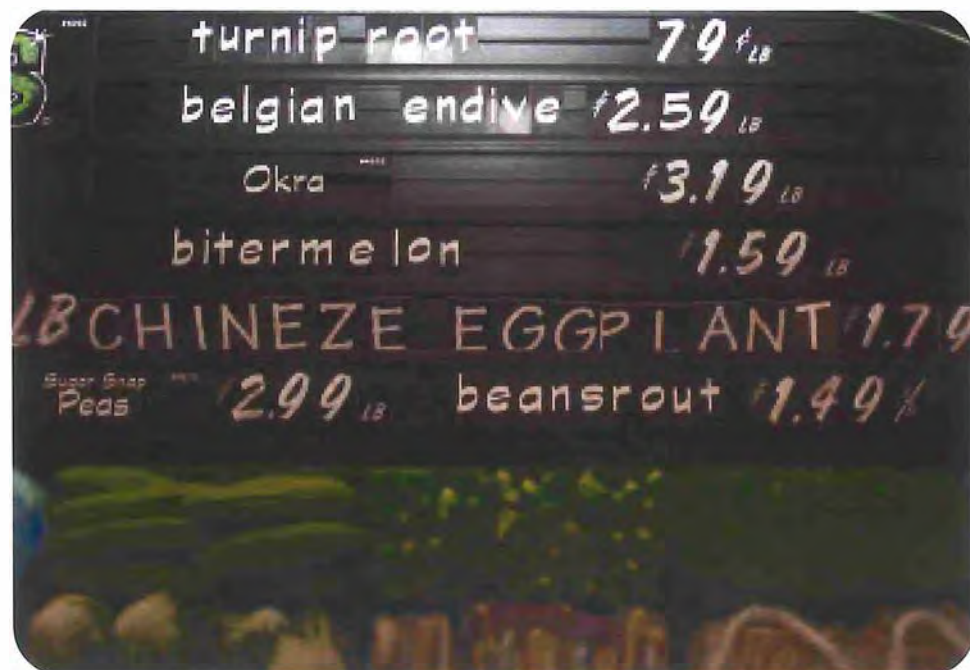 turnip root 79¢ LB
belgian endive $2.59 LB
Okra $3.19 LB
bitermelon $1.59 LB
LB CHINEZE EGGPLANT $1.79
Sugar Snap
Peas $2.99 LB beansrout $1.49